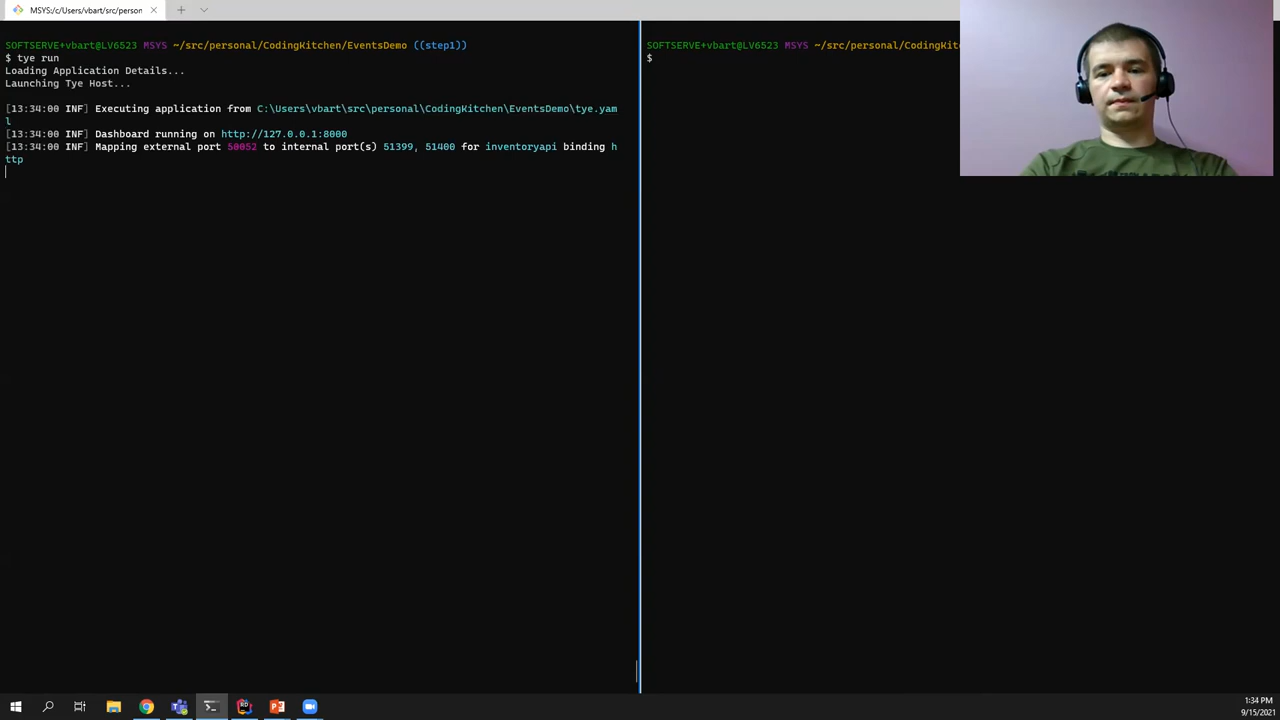 MSYS:/c/Users/vbart/src/person
SOFTSERVE+vbart@LV6523 MSYS ~/src/personal/CodingKitchen/EventsDemo ((step1))
$ tye run
Loading Application Details...
Launching Tye Host...
[13:34:00 INF] Executing application from C:\Users\vbart\src\personal\CodingKitchen\EventsDemo\tye.yam
l
[13:34:00 INF] Dashboard running on http://127.0.0.1:8000
[13:34:00 INF] Mapping external port 50052 to internal port(s) 51399, 51400 for inventoryapi binding h
ttp
SOFTSERVE+vbart@LV6523 MSYS ~/src/personal/CodingKitc
$
1:34 PM
9/15/2021